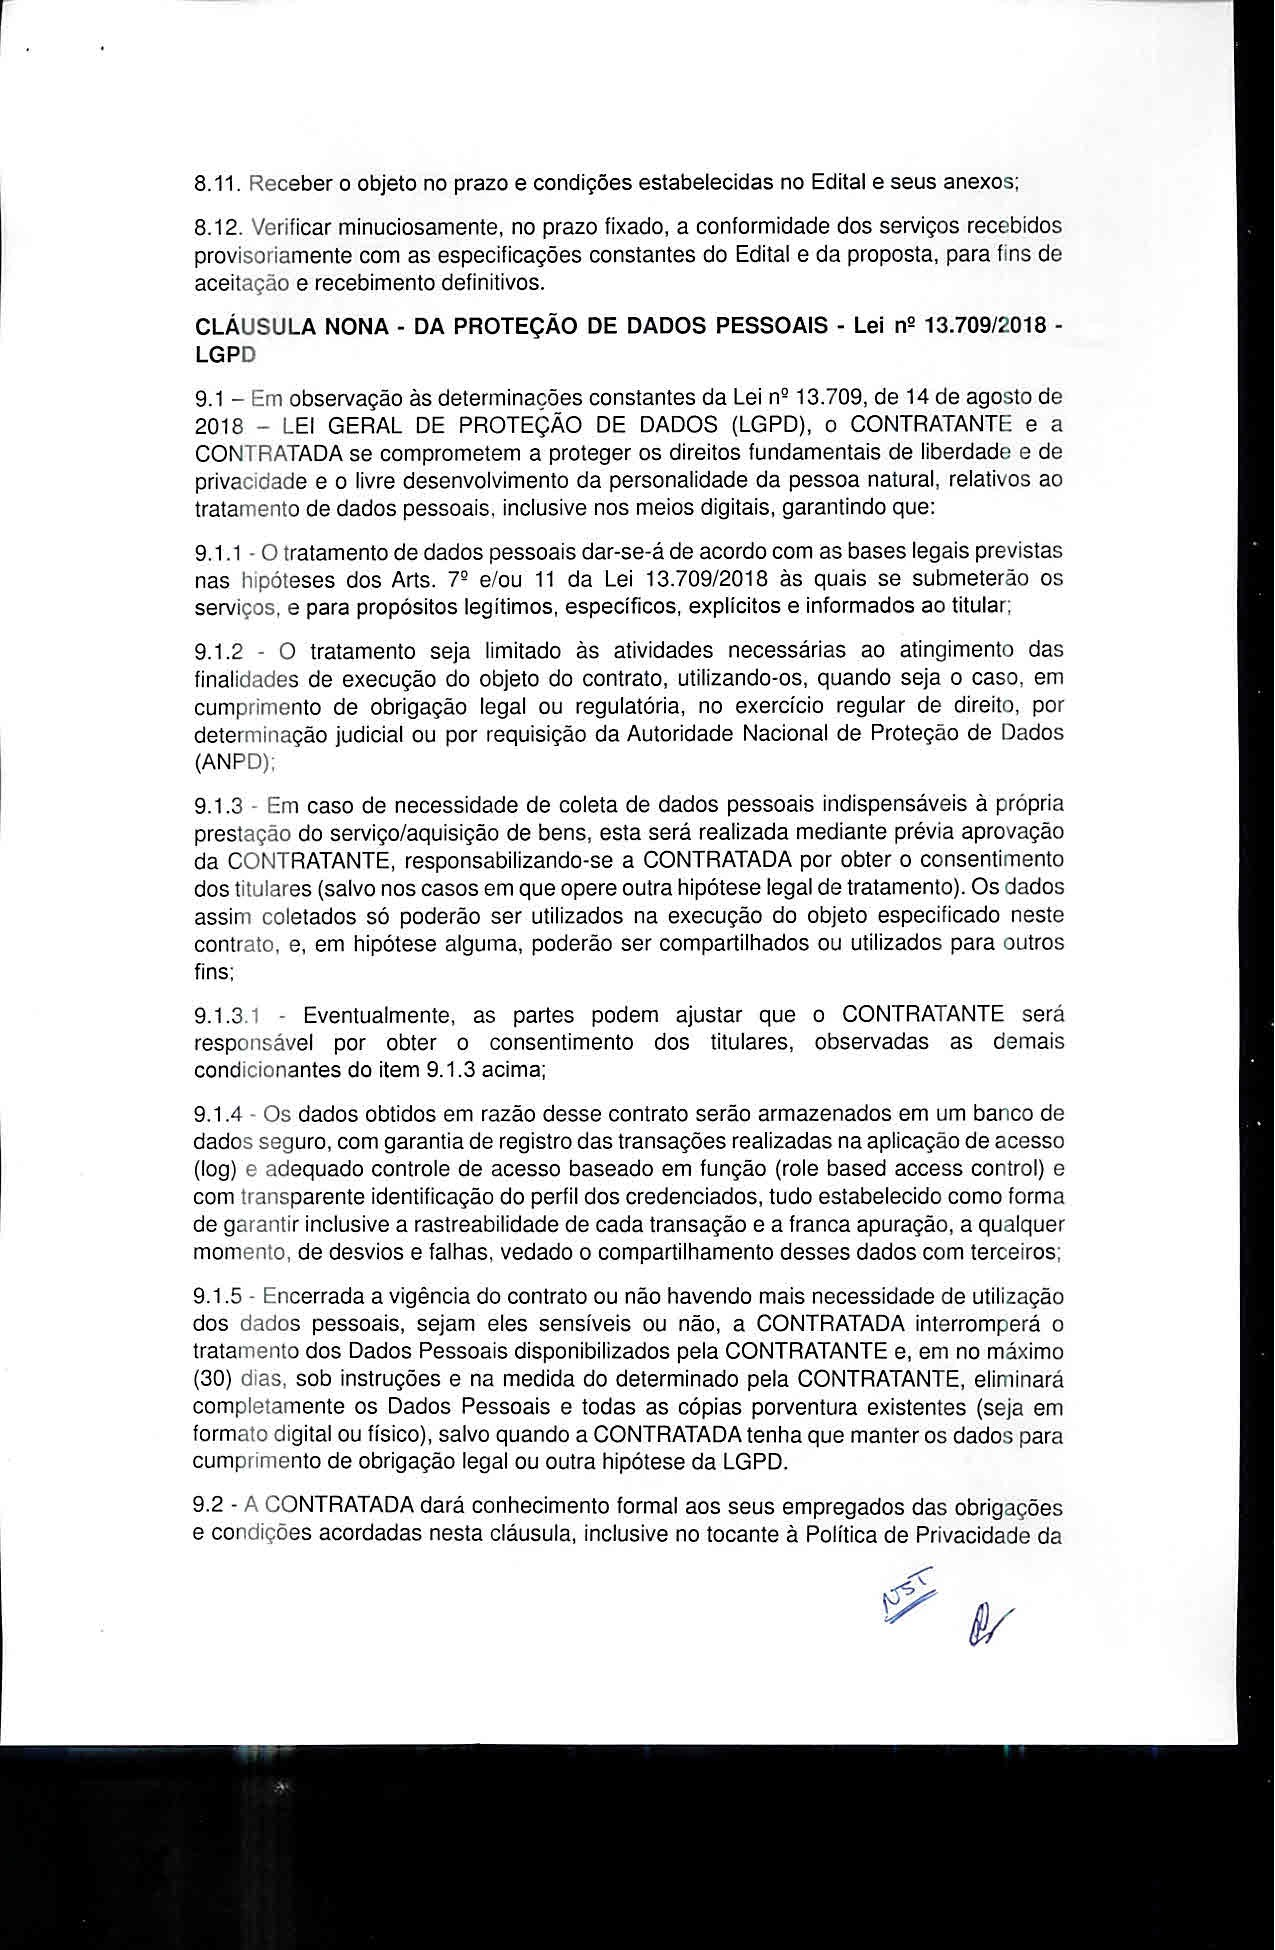 8.11. Receber o objeto no prazo e condições estabelecidas no Edital e seus anexos;
8.12. Verificar minuciosamente, no prazo fixado, a conformidade dos serviços recebidos
provisoriamente com as especificações constantes do Edital e da proposta, para fins de
aceitação e recebimento definitivos.
CLÁUSULA NONA - DA PROTEÇÃO DE DADOS PESSOAIS - Lei nº 13.709/2018 -
LGPD
9.1 – Em observação às determinações constantes da Lei nº 13.709, de 14 de agosto de
2018 – LEI GERAL DE PROTEÇÃO DE DADOS (LGPD), o CONTRATANTE e a
CONTRATADA se comprometem a proteger os direitos fundamentais de liberdade e de
privacidade e o livre desenvolvimento da personalidade da pessoa natural, relativos ao
tratamento de dados pessoais, inclusive nos meios digitais, garantindo que:
9.1.1 - O tratamento de dados pessoais dar-se-á de acordo com as bases legais previstas
nas hipóteses dos Arts. 7º e/ou 11 da Lei 13.709/2018 às quais se submeterão os
serviços, e para propósitos legítimos, específicos, explícitos e informados ao titular;
9.1.2 - O tratamento seja limitado às atividades necessárias ao atingimento das
finalidades de execução do objeto do contrato, utilizando-os, quando seja o caso, em
cumprimento de obrigação legal ou regulatória, no exercício regular de direito, por
determinação judicial ou por requisição da Autoridade Nacional de Proteção de Dados
(ANPD);
9.1.3 - Em caso de necessidade de coleta de dados pessoais indispensáveis à própria
prestação do serviço/aquisição de bens, esta será realizada mediante prévia aprovação
da CONTRATANTE, responsabilizando-se a CONTRATADA por obter o consentimento
dos titulares (salvo nos casos em que opere outra hipótese legal de tratamento). Os dados
assim coletados só poderão ser utilizados na execução do objeto especificado neste
contrato, e, em hipótese alguma, poderão ser compartilhados ou utilizados para outros
fins;
9.1.3.1 - Eventualmente, as partes podem ajustar que o CONTRATANTE será
responsável por obter o consentimento dos titulares, observadas as demais
condicionantes do item 9.1.3 acima;
9.1.4 - Os dados obtidos em razão desse contrato serão armazenados em um banco de
dados seguro, com garantia de registro das transações realizadas na aplicação de acesso
(log) e adequado controle de acesso baseado em função (role based access control) e
com transparente identificação do perfil dos credenciados, tudo estabelecido como forma
de garantir inclusive a rastreabilidade de cada transação e a franca apuração, a qualquer
momento, de desvios e falhas, vedado o compartilhamento desses dados com terceiros;
9.1.5 - Encerrada a vigência do contrato ou não havendo mais necessidade de utilização
dos dados pessoais, sejam eles sensíveis ou não, a CONTRATADA interromperá o
tratamento dos Dados Pessoais disponibilizados pela CONTRATANTE e, em no máximo
(30) dias, sob instruções e na medida do determinado pela CONTRATANTE, eliminará
completamente os Dados Pessoais e todas as cópias porventura existentes (seja em
formato digital ou físico), salvo quando a CONTRATADA tenha que manter os dados para
cumprimento de obrigação legal ou outra hipótese da LGPD.
9.2 - A CONTRATADA dará conhecimento formal aos seus empregados das obrigações
e condições acordadas nesta cláusula, inclusive no tocante à Política de Privacidade da
NST